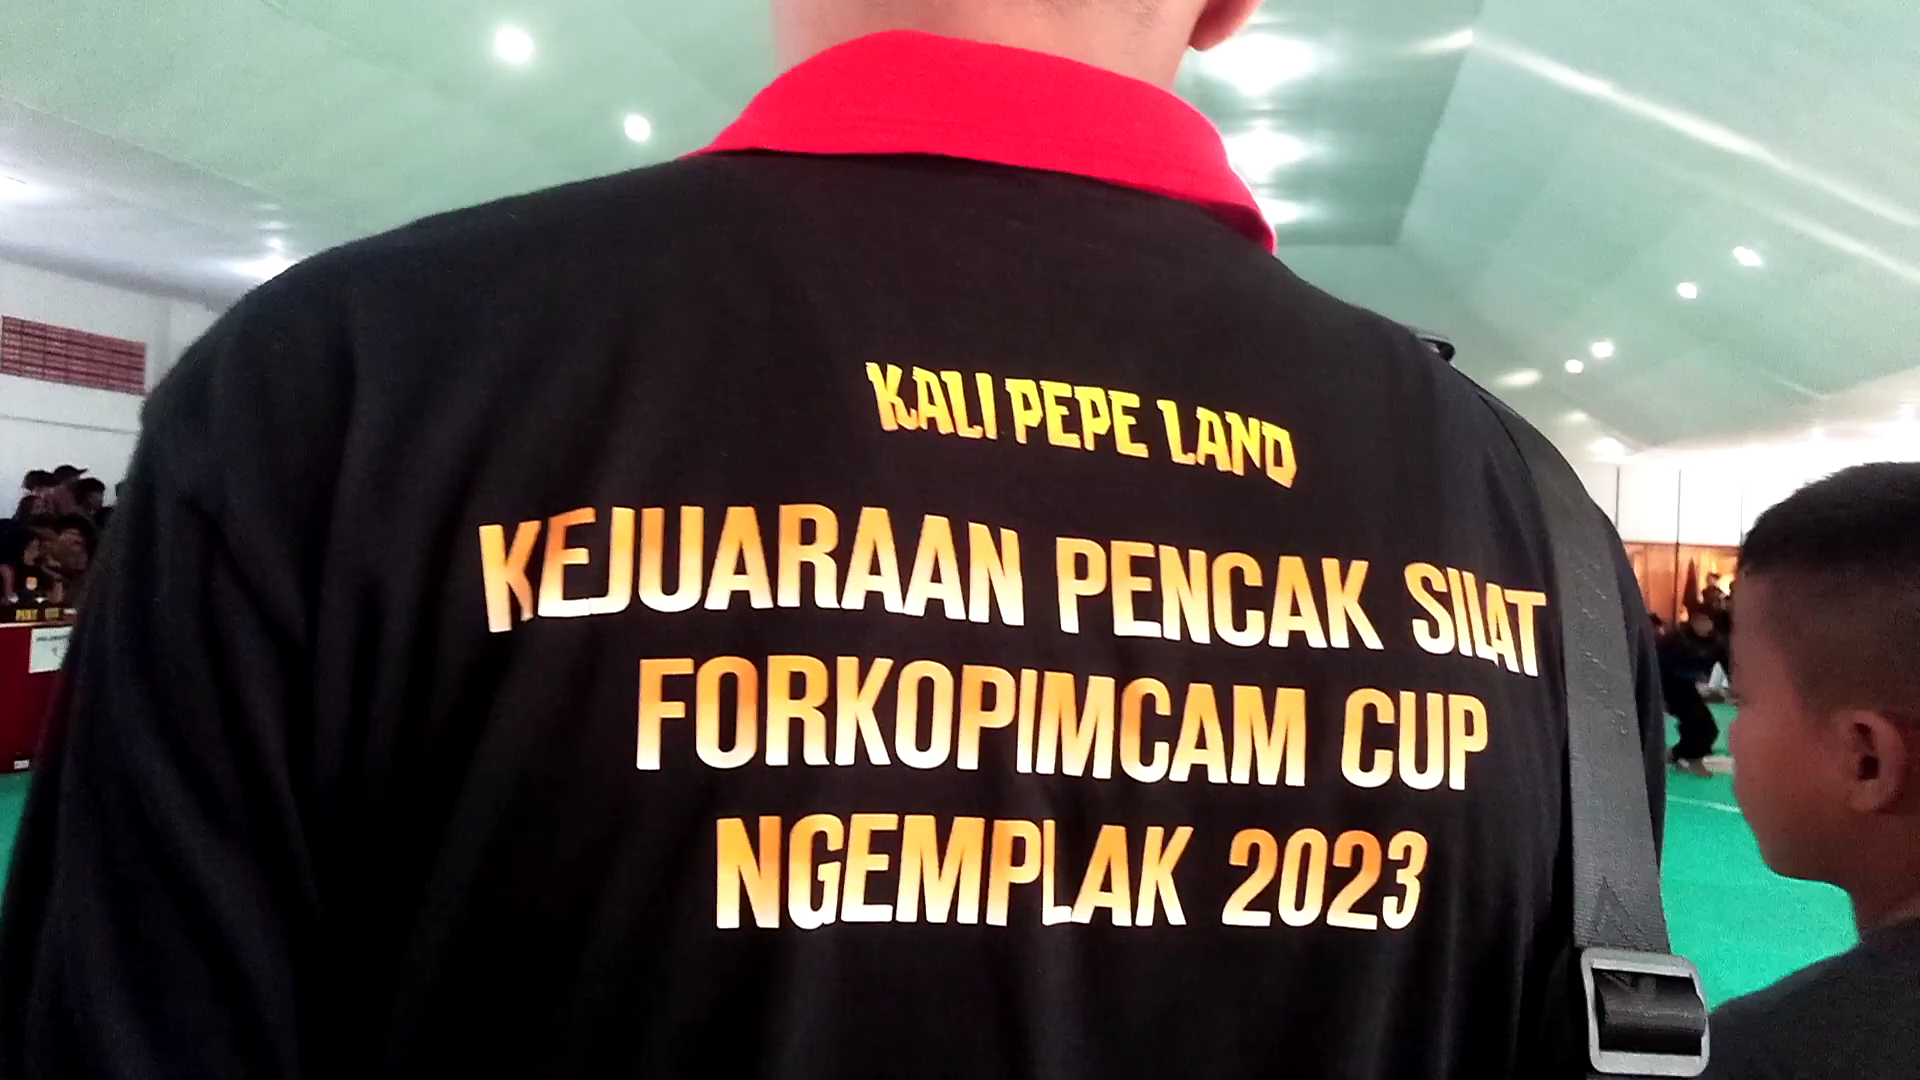 KALI PEPE LAND
KEJUARAAN PENCAK SILAT
FORKOPIMCAM CUP
NGEMPLAK 2023